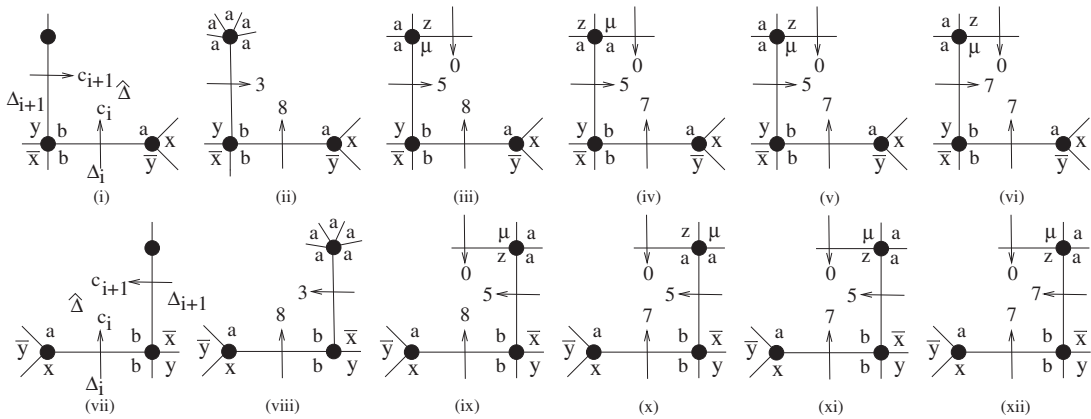 a a a a a z z μ a z a z
a μ a a a μ a μ
0 0 0 0
c_{i+1} 3 5 5 5 7
Δ_{i+1} c_i Δ̂ 8 8 7 7 7
y b a x y b a x y b a x y b a x y b a x y b a x
x̄ b ȳ x̄ b ȳ x̄ b ȳ x̄ b ȳ x̄ b ȳ x̄ b ȳ
Δ_i
(i) (ii) (iii) (iv) (v) (vi)
a a a a a μ a z μ μ a μ a
z a a a z a z a
0 0 0 0
c_{i+1} Δ_{i+1} 3 5 5 5 7
Δ̂ c_i 8 8 7 7 7
a b x̄ a b x̄ a b x̄ a b x̄ a b x̄ a b x̄
ȳ x b y ȳ x b y ȳ x b y ȳ x b y ȳ x b y ȳ x b y
Δ_i
(vii) (viii) (ix) (x) (xi) (xii)